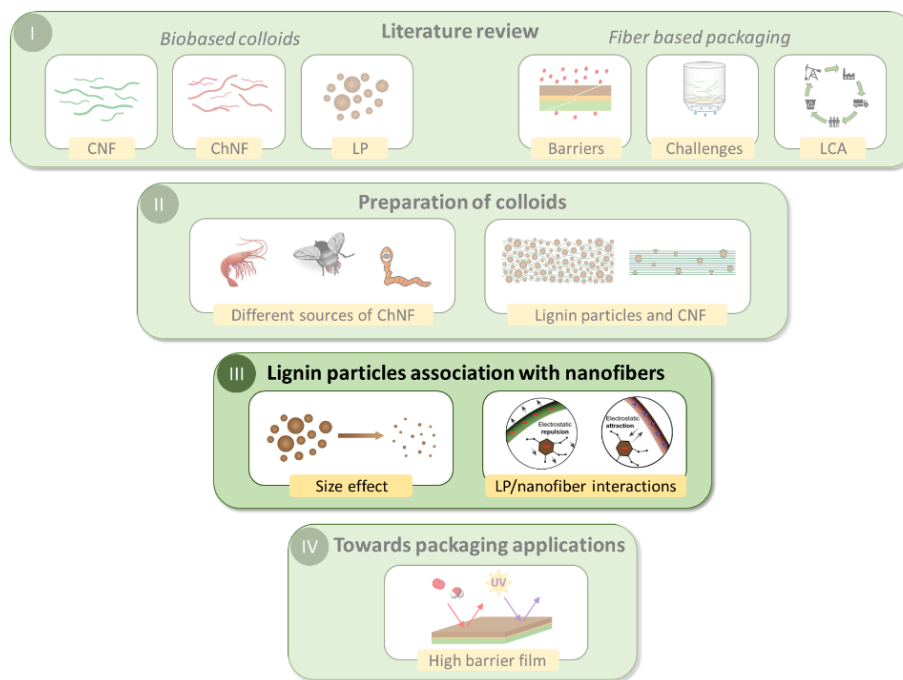 I
Literature review
Biobased colloids
Fiber based packaging
CNF
ChNF
LP
Barriers
Challenges
LCA
II
Preparation of colloids
Different sources of ChNF
Lignin particles and CNF
III
Lignin particles association with nanofibers
Electrostatic
repulsion
Electrostatic
attraction
Size effect
LP/nanofiber interactions
IV
Towards packaging applications
UV
High barrier film